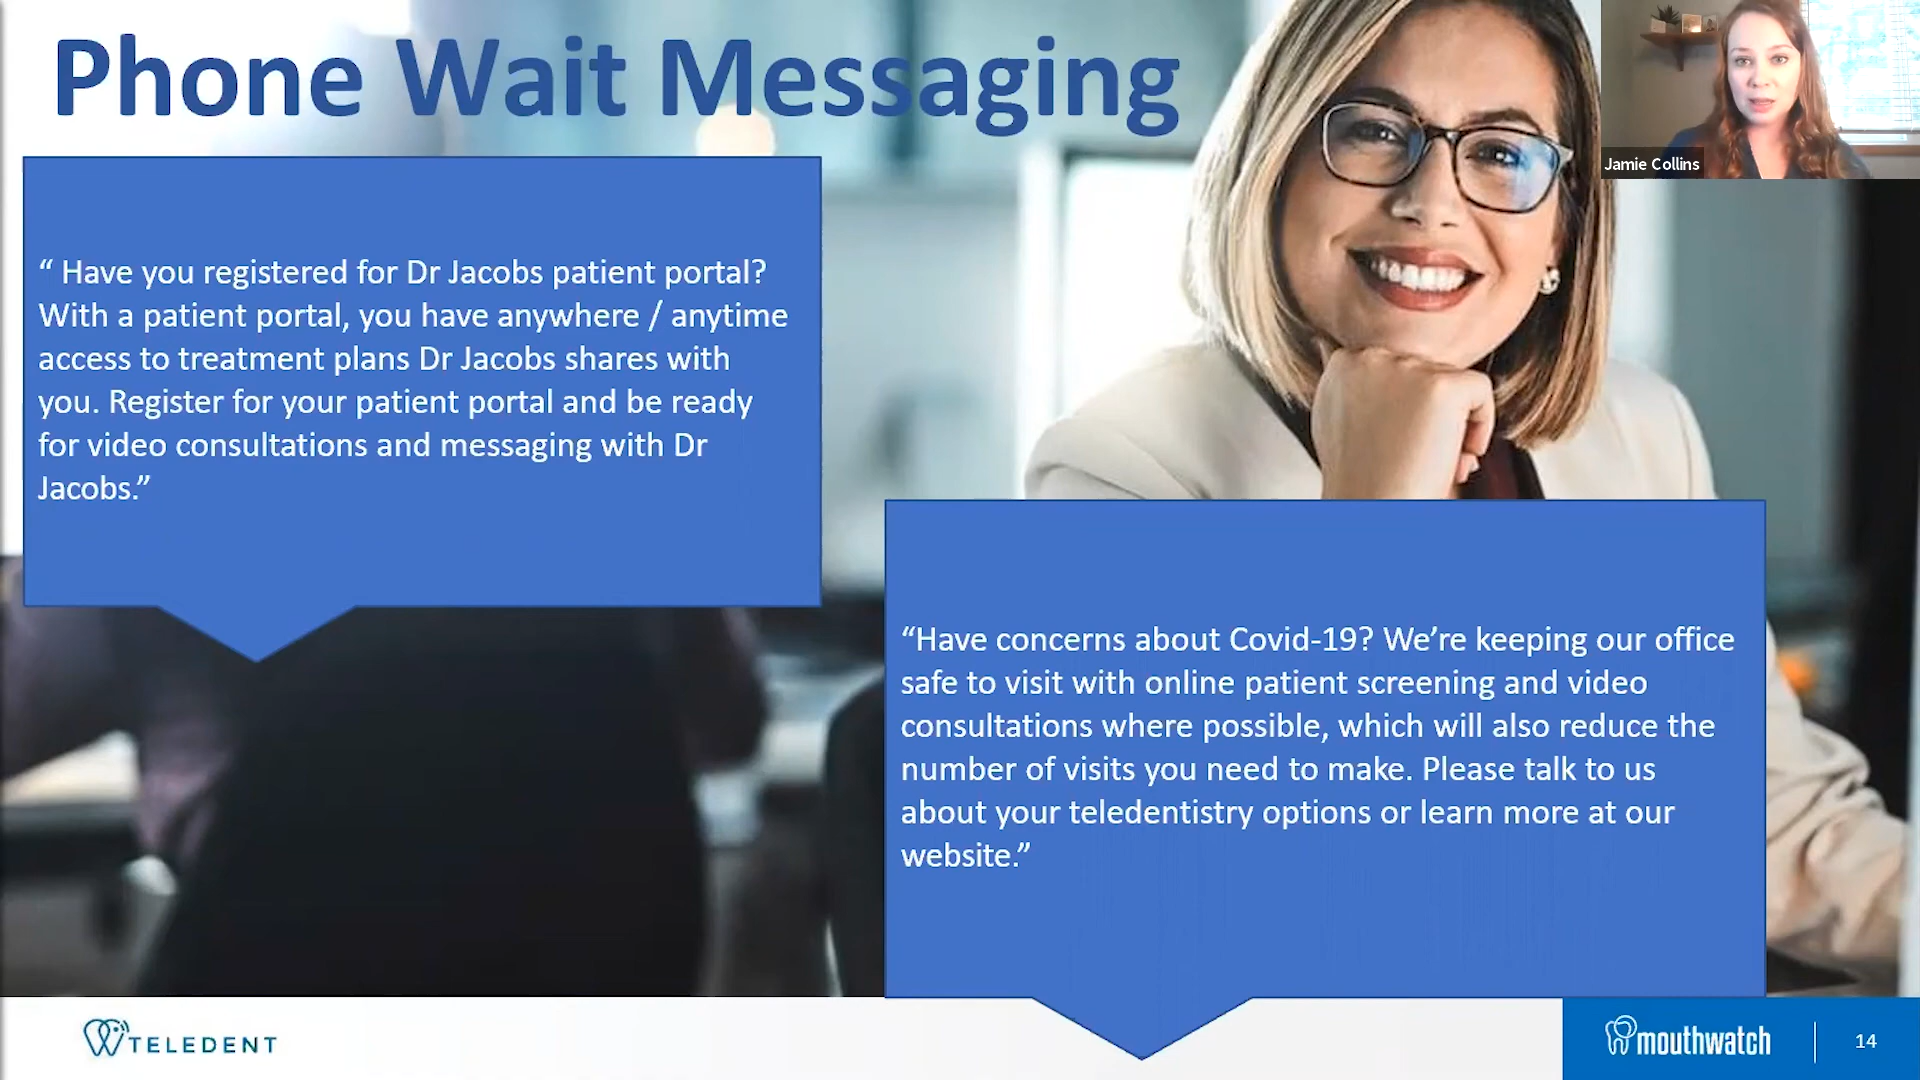 Phone Wait Messaging
Jamie Collins
“ Have you registered for Dr Jacobs patient portal?
With a patient portal, you have anywhere / anytime
access to treatment plans Dr Jacobs shares with
you. Register for your patient portal and be ready
for video consultations and messaging with Dr
Jacobs.”
“Have concerns about Covid-19? We’re keeping our office
safe to visit with online patient screening and video
consultations where possible, which will also reduce the
number of visits you need to make. Please talk to us
about your teledentistry options or learn more at our
website.”
TELEDENT
mouthwatch
14